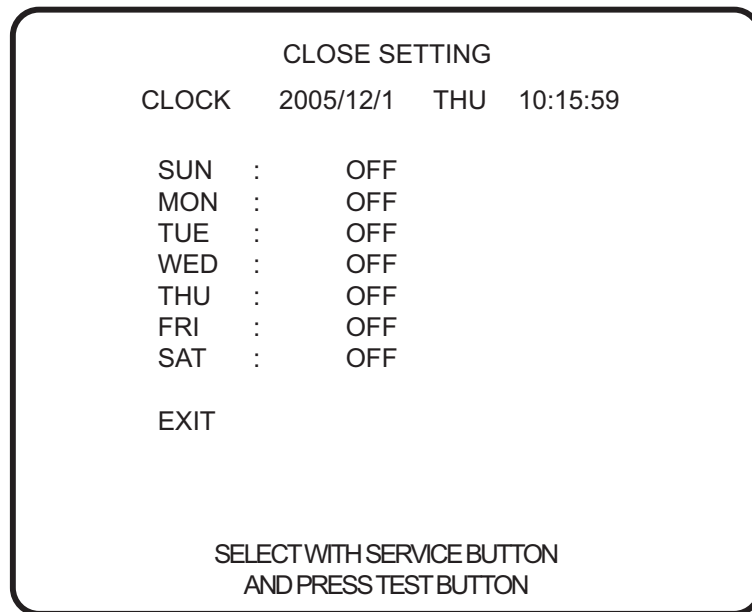 CLOSE SETTING
CLOCK 2005/12/1 THU 10:15:59
SUN : OFF
MON : OFF
TUE : OFF
WED : OFF
THU : OFF
FRI : OFF
SAT : OFF
EXIT
SELECT WITH SERVICE BUTTON
AND PRESS TEST BUTTON